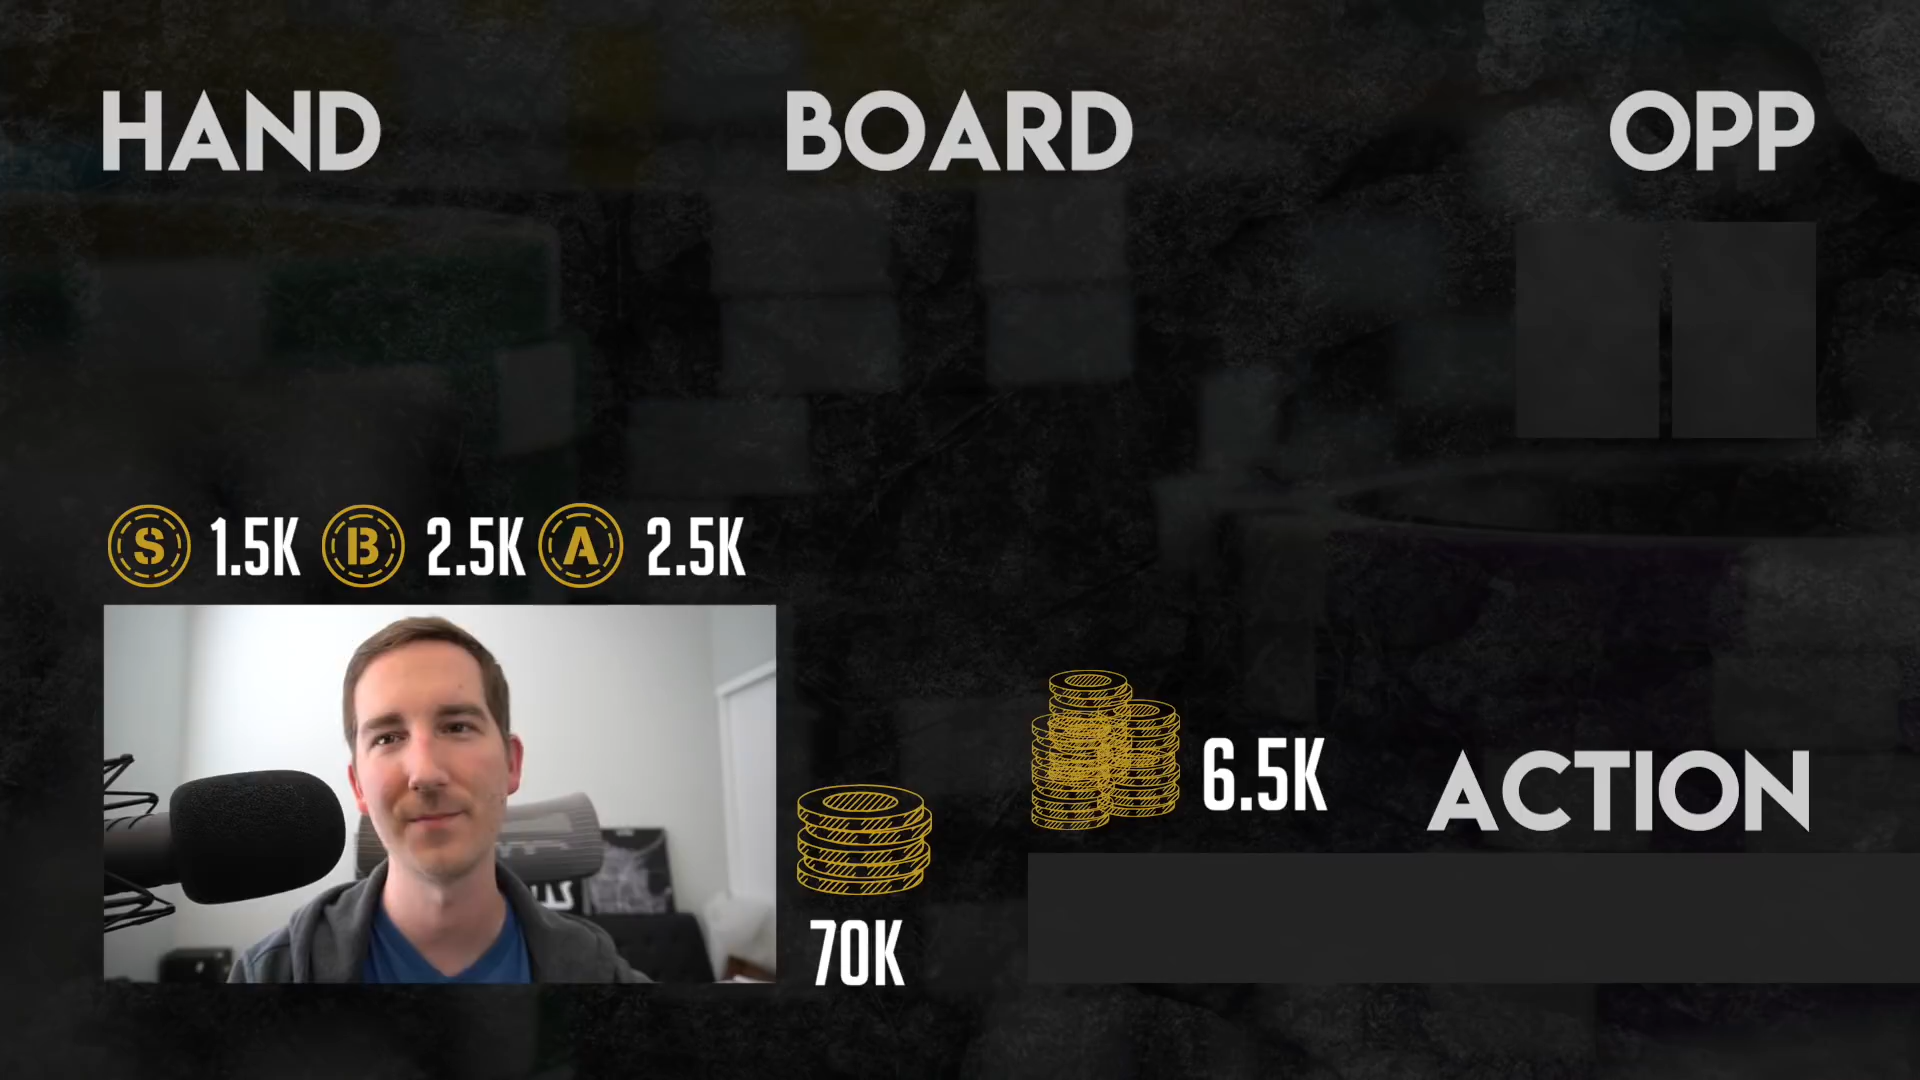 HAND
BOARD
OPP
S 1.5K B 2.5K A 2.5K
6.5K
ACTION
70K